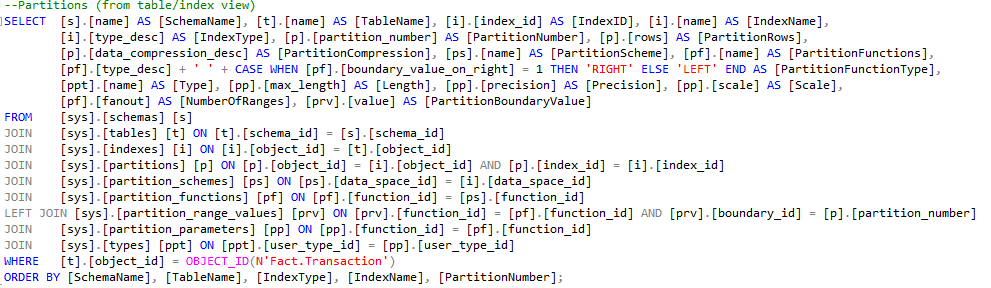 --Partitions (from table/index view)
SELECT [s].[name] AS [SchemaName], [t].[name] AS [TableName], [i].[index_id] AS [IndexID], [i].[name] AS [IndexName],
[i].[type_desc] AS [IndexType], [p].[partition_number] AS [PartitionNumber], [p].[rows] AS [PartitionRows],
[p].[data_compression_desc] AS [PartitionCompression], [ps].[name] AS [PartitionScheme], [pf].[name] AS [PartitionFunctions],
[pf].[type_desc] + ' ' + CASE WHEN [pf].[boundary_value_on_right] = 1 THEN 'RIGHT' ELSE 'LEFT' END AS [PartitionFunctionType],
[ppt].[name] AS [Type], [pp].[max_length] AS [Length], [pp].[precision] AS [Precision], [pp].[scale] AS [Scale],
[pf].[fanout] AS [NumberOfRanges], [prv].[value] AS [PartitionBoundaryValue]
FROM [sys].[schemas] [s]
JOIN [sys].[tables] [t] ON [t].[schema_id] = [s].[schema_id]
JOIN [sys].[indexes] [i] ON [i].[object_id] = [t].[object_id]
JOIN [sys].[partitions] [p] ON [p].[object_id] = [i].[object_id] AND [p].[index_id] = [i].[index_id]
JOIN [sys].[partition_schemes] [ps] ON [ps].[data_space_id] = [i].[data_space_id]
JOIN [sys].[partition_functions] [pf] ON [pf].[function_id] = [ps].[function_id]
LEFT JOIN [sys].[partition_range_values] [prv] ON [prv].[function_id] = [pf].[function_id] AND [prv].[boundary_id] = [p].[partition_number]
JOIN [sys].[partition_parameters] [pp] ON [pp].[function_id] = [pf].[function_id]
JOIN [sys].[types] [ppt] ON [ppt].[user_type_id] = [pp].[user_type_id]
WHERE [t].[object_id] = OBJECT_ID(N'Fact.Transaction')
ORDER BY [SchemaName], [TableName], [IndexType], [IndexName], [PartitionNumber];